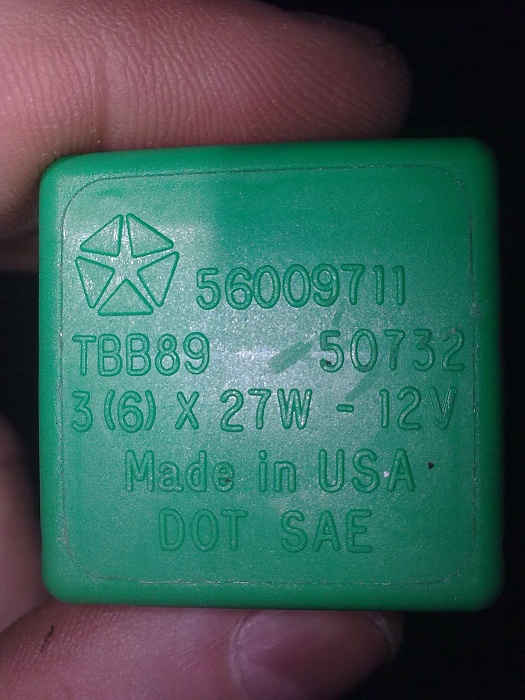 56009711
TBB89 50732
3(6) X 27W - 12V
Made in USA
DOT SAE